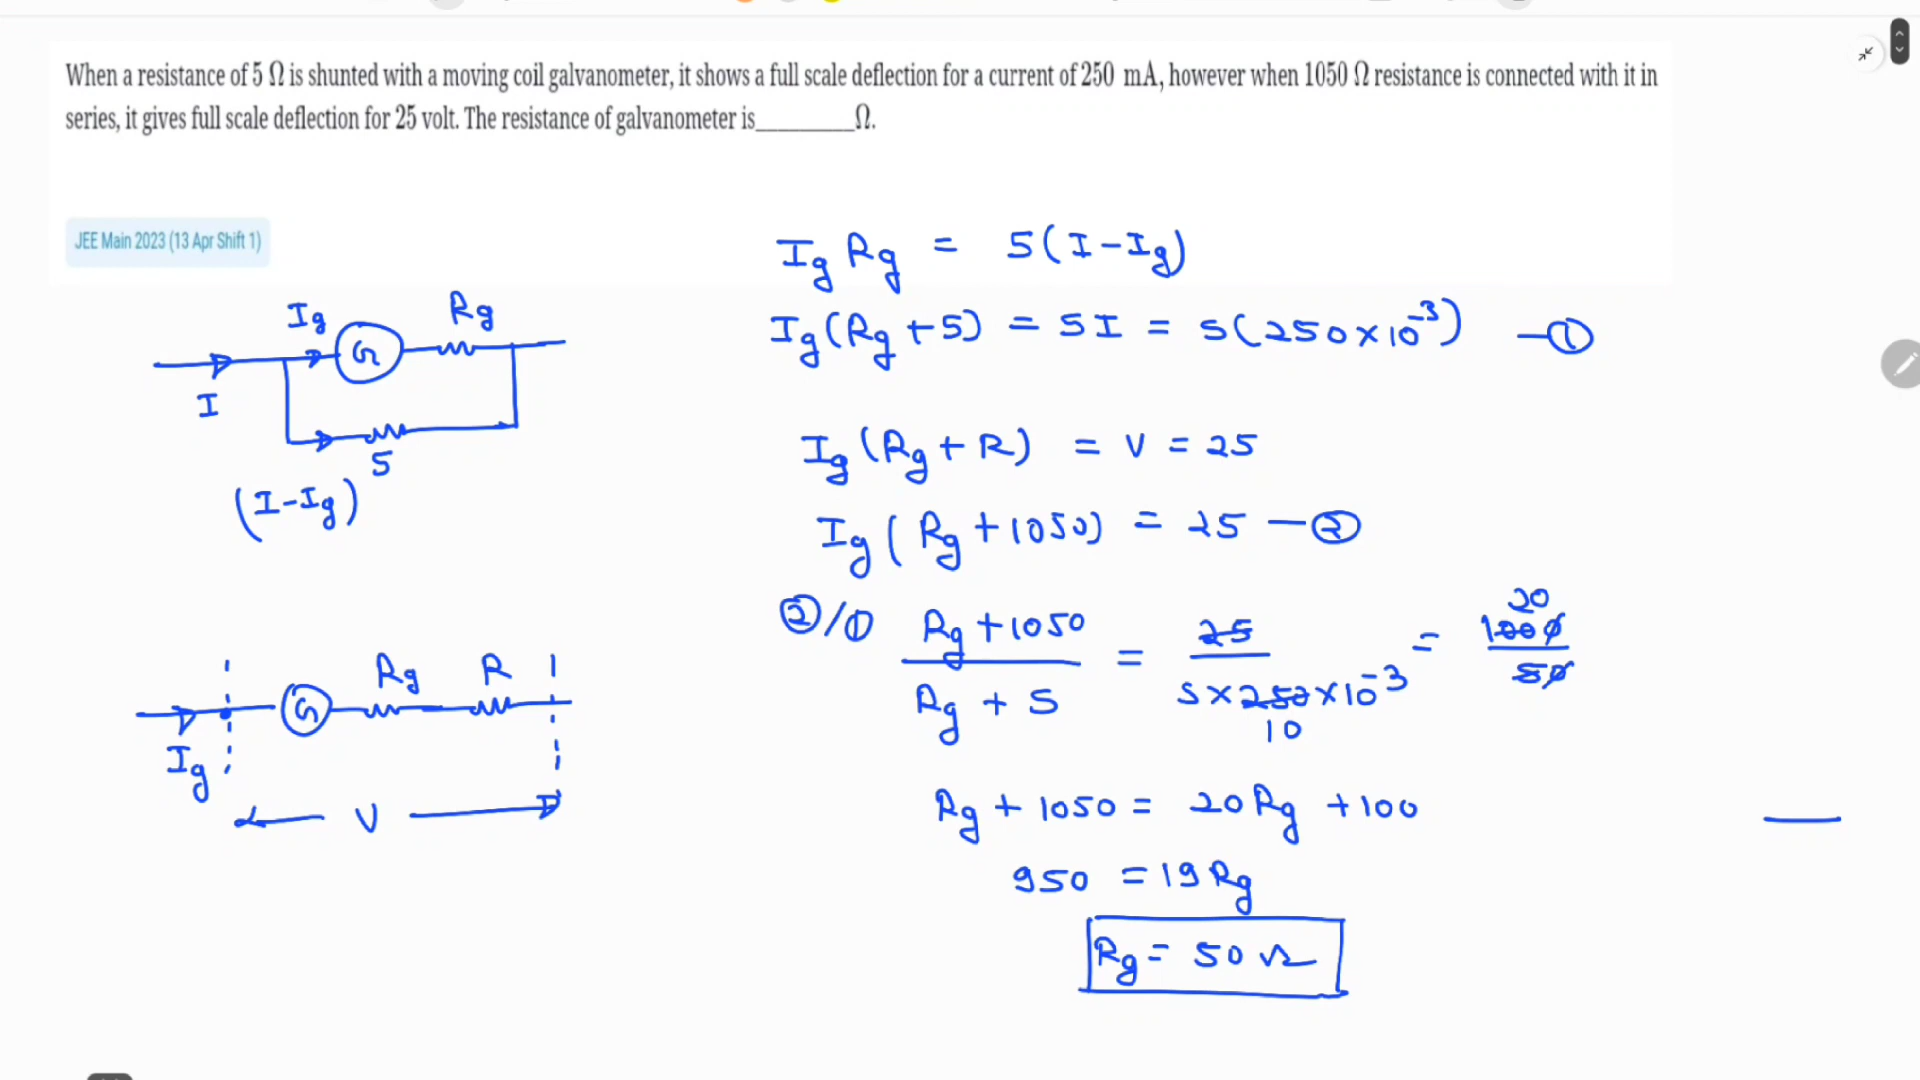 When a resistance of 5 Ω is shunted with a moving coil galvanometer, it shows a full scale deflection for a current of 250 mA, however when 1050 Ω resistance is connected with it in
series, it gives full scale deflection for 25 volt. The resistance of galvanometer is_________Ω.
JEE Main 2023 (13 Apr Shift 1)
Ig Rg
G
I
5
(I-Ig)
Rg R
G
Ig
V
Ig Rg = 5(I-Ig)
Ig(Rg+5) = 5I = 5(250×10⁻³) —①
Ig(Rg+R) = V = 25
Ig(Rg+1050) = 25 —②
②/① (Rg+1050)/(Rg+5) = 25/(5×250×10⁻³) = 1000/50
10
20
Rg + 1050 = 20Rg + 100
950 = 19Rg
Rg = 50 Ω